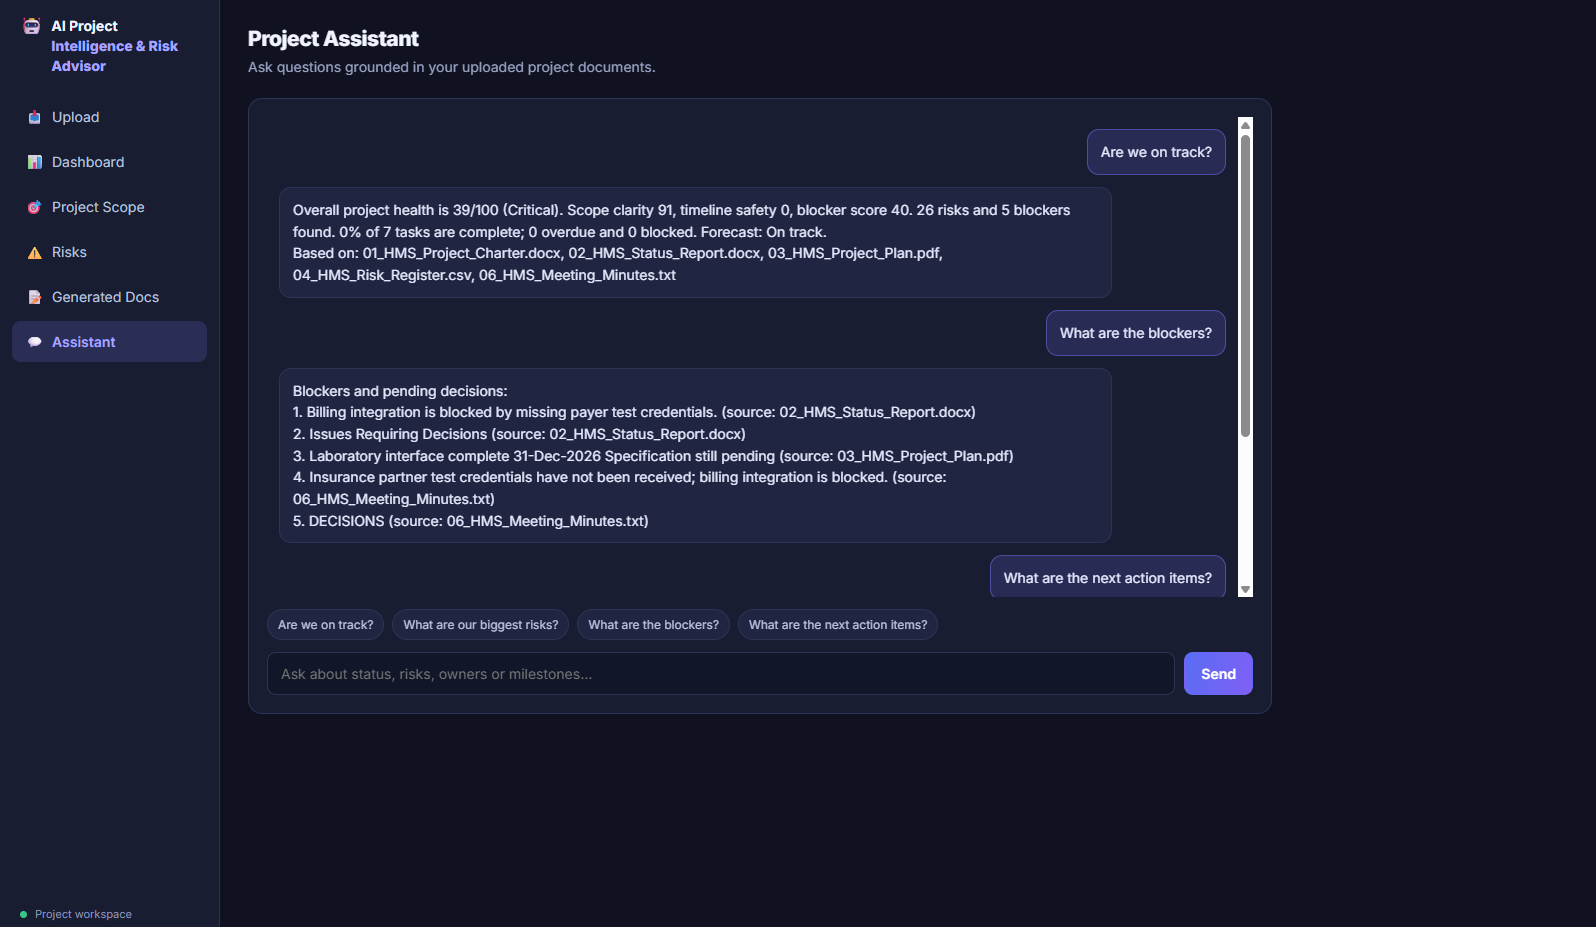 AI Project
Intelligence & Risk
Advisor
Upload
Dashboard
Project Scope
Risks
Generated Docs
Assistant
Project workspace
Project Assistant
Ask questions grounded in your uploaded project documents.
Are we on track?
Overall project health is 39/100 (Critical). Scope clarity 91, timeline safety 0, blocker score 40. 26 risks and 5 blockers
found. 0% of 7 tasks are complete; 0 overdue and 0 blocked. Forecast: On track.
Based on: 01_HMS_Project_Charter.docx, 02_HMS_Status_Report.docx, 03_HMS_Project_Plan.pdf,
04_HMS_Risk_Register.csv, 06_HMS_Meeting_Minutes.txt
What are the blockers?
Blockers and pending decisions:
1. Billing integration is blocked by missing payer test credentials. (source: 02_HMS_Status_Report.docx)
2. Issues Requiring Decisions (source: 02_HMS_Status_Report.docx)
3. Laboratory interface complete 31-Dec-2026 Specification still pending (source: 03_HMS_Project_Plan.pdf)
4. Insurance partner test credentials have not been received; billing integration is blocked. (source:
06_HMS_Meeting_Minutes.txt)
5. DECISIONS (source: 06_HMS_Meeting_Minutes.txt)
What are the next action items?
Are we on track?
What are our biggest risks?
What are the blockers?
What are the next action items?
Ask about status, risks, owners or milestones...
Send